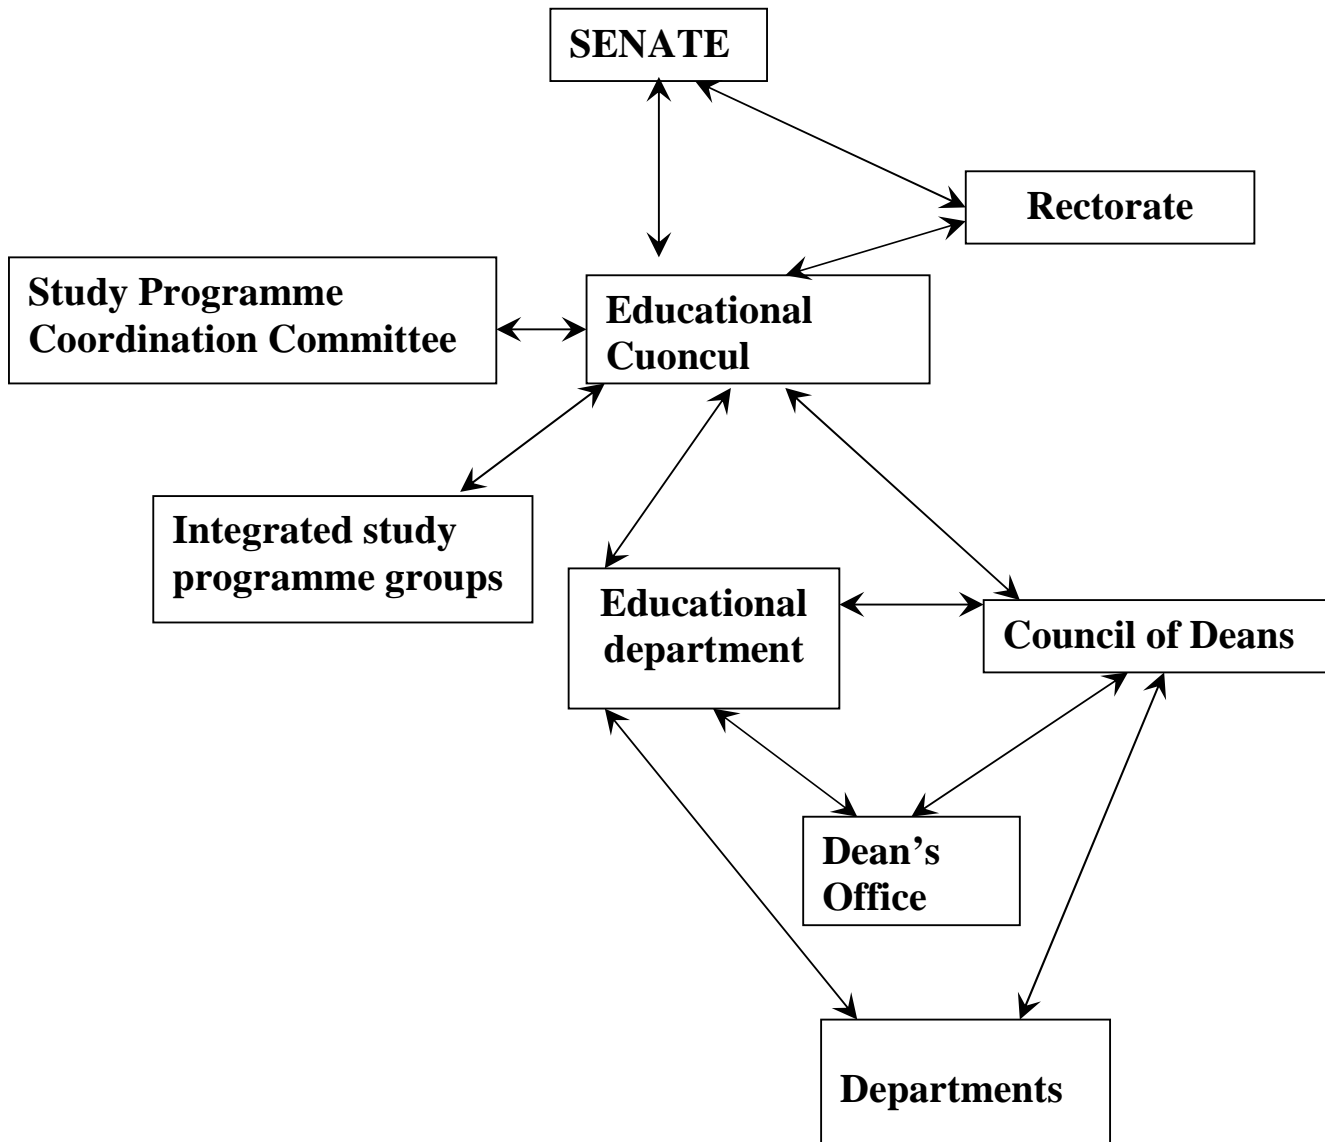 SENATE
Rectorate
Study Programme
Coordination Committee
Educational
Cuoncul
Integrated study
programme groups
Educational
department
Council of Deans
Dean’s
Office
Departments